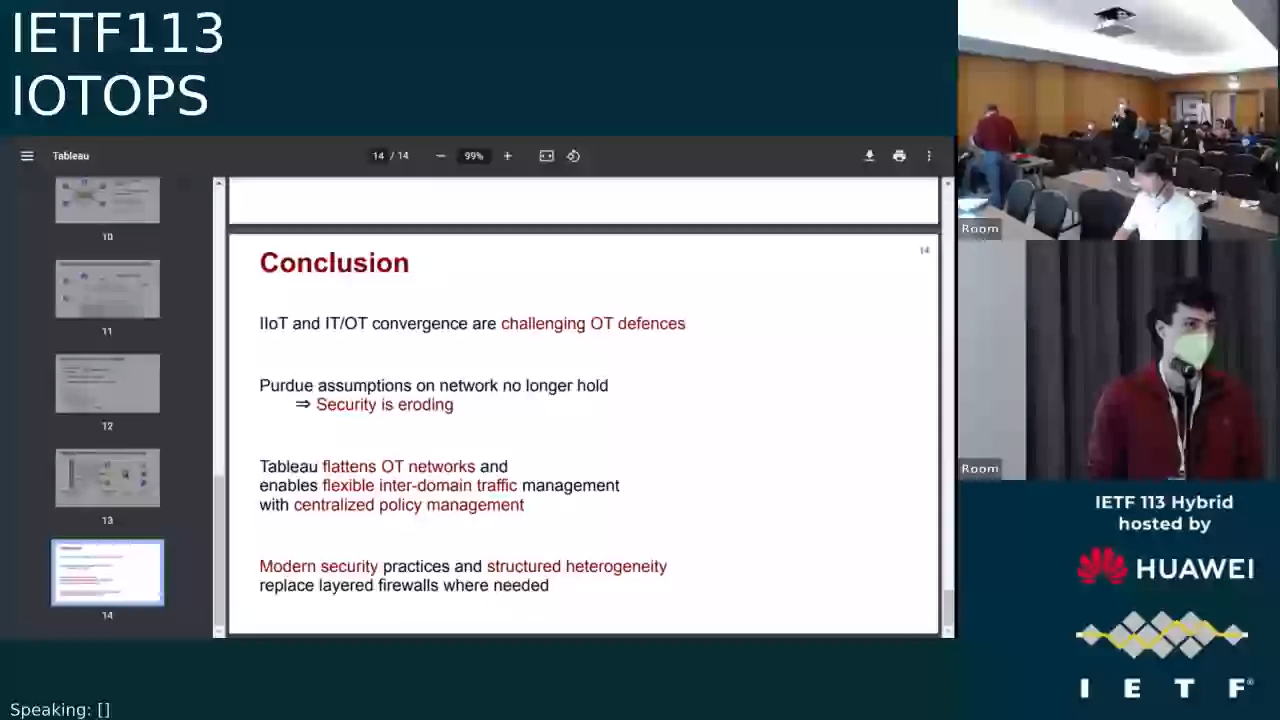 IETF113
IOTOPS
Tableau
14 / 14
99%
10
11
12
13
14
14
Conclusion
IIoT and IT/OT convergence are challenging OT defences
Purdue assumptions on network no longer hold
⇒ Security is eroding
Tableau flattens OT networks and
enables flexible inter-domain traffic management
with centralized policy management
Modern security practices and structured heterogeneity
replace layered firewalls where needed
Room
Room
IETF 113 Hybrid
hosted by
HUAWEI
I E T F®
Speaking: []